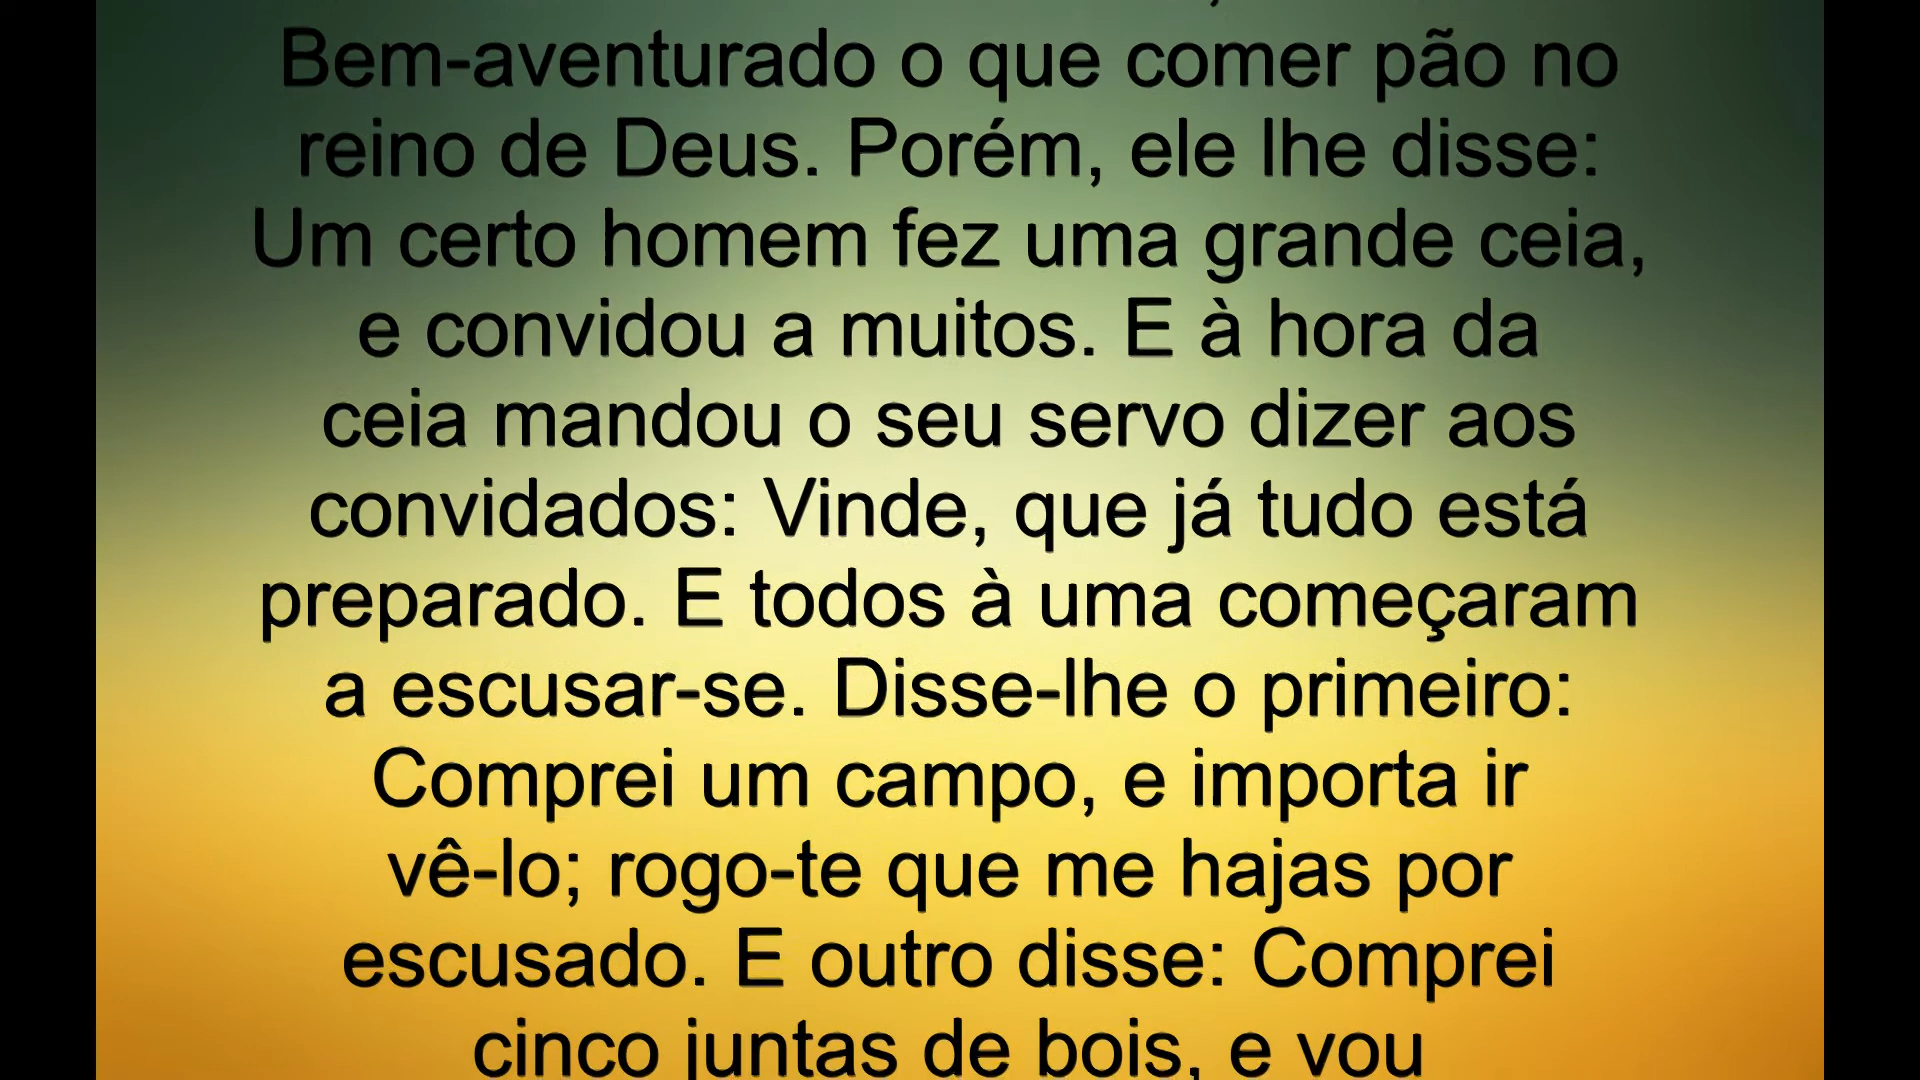 Bem-aventurado o que comer pão no
reino de Deus. Porém, ele lhe disse:
Um certo homem fez uma grande ceia,
e convidou a muitos. E à hora da
ceia mandou o seu servo dizer aos
convidados: Vinde, que já tudo está
preparado. E todos à uma começaram
a escusar-se. Disse-lhe o primeiro:
Comprei um campo, e importa ir
vê-lo; rogo-te que me hajas por
escusado. E outro disse: Comprei
cinco juntas de bois, e vou